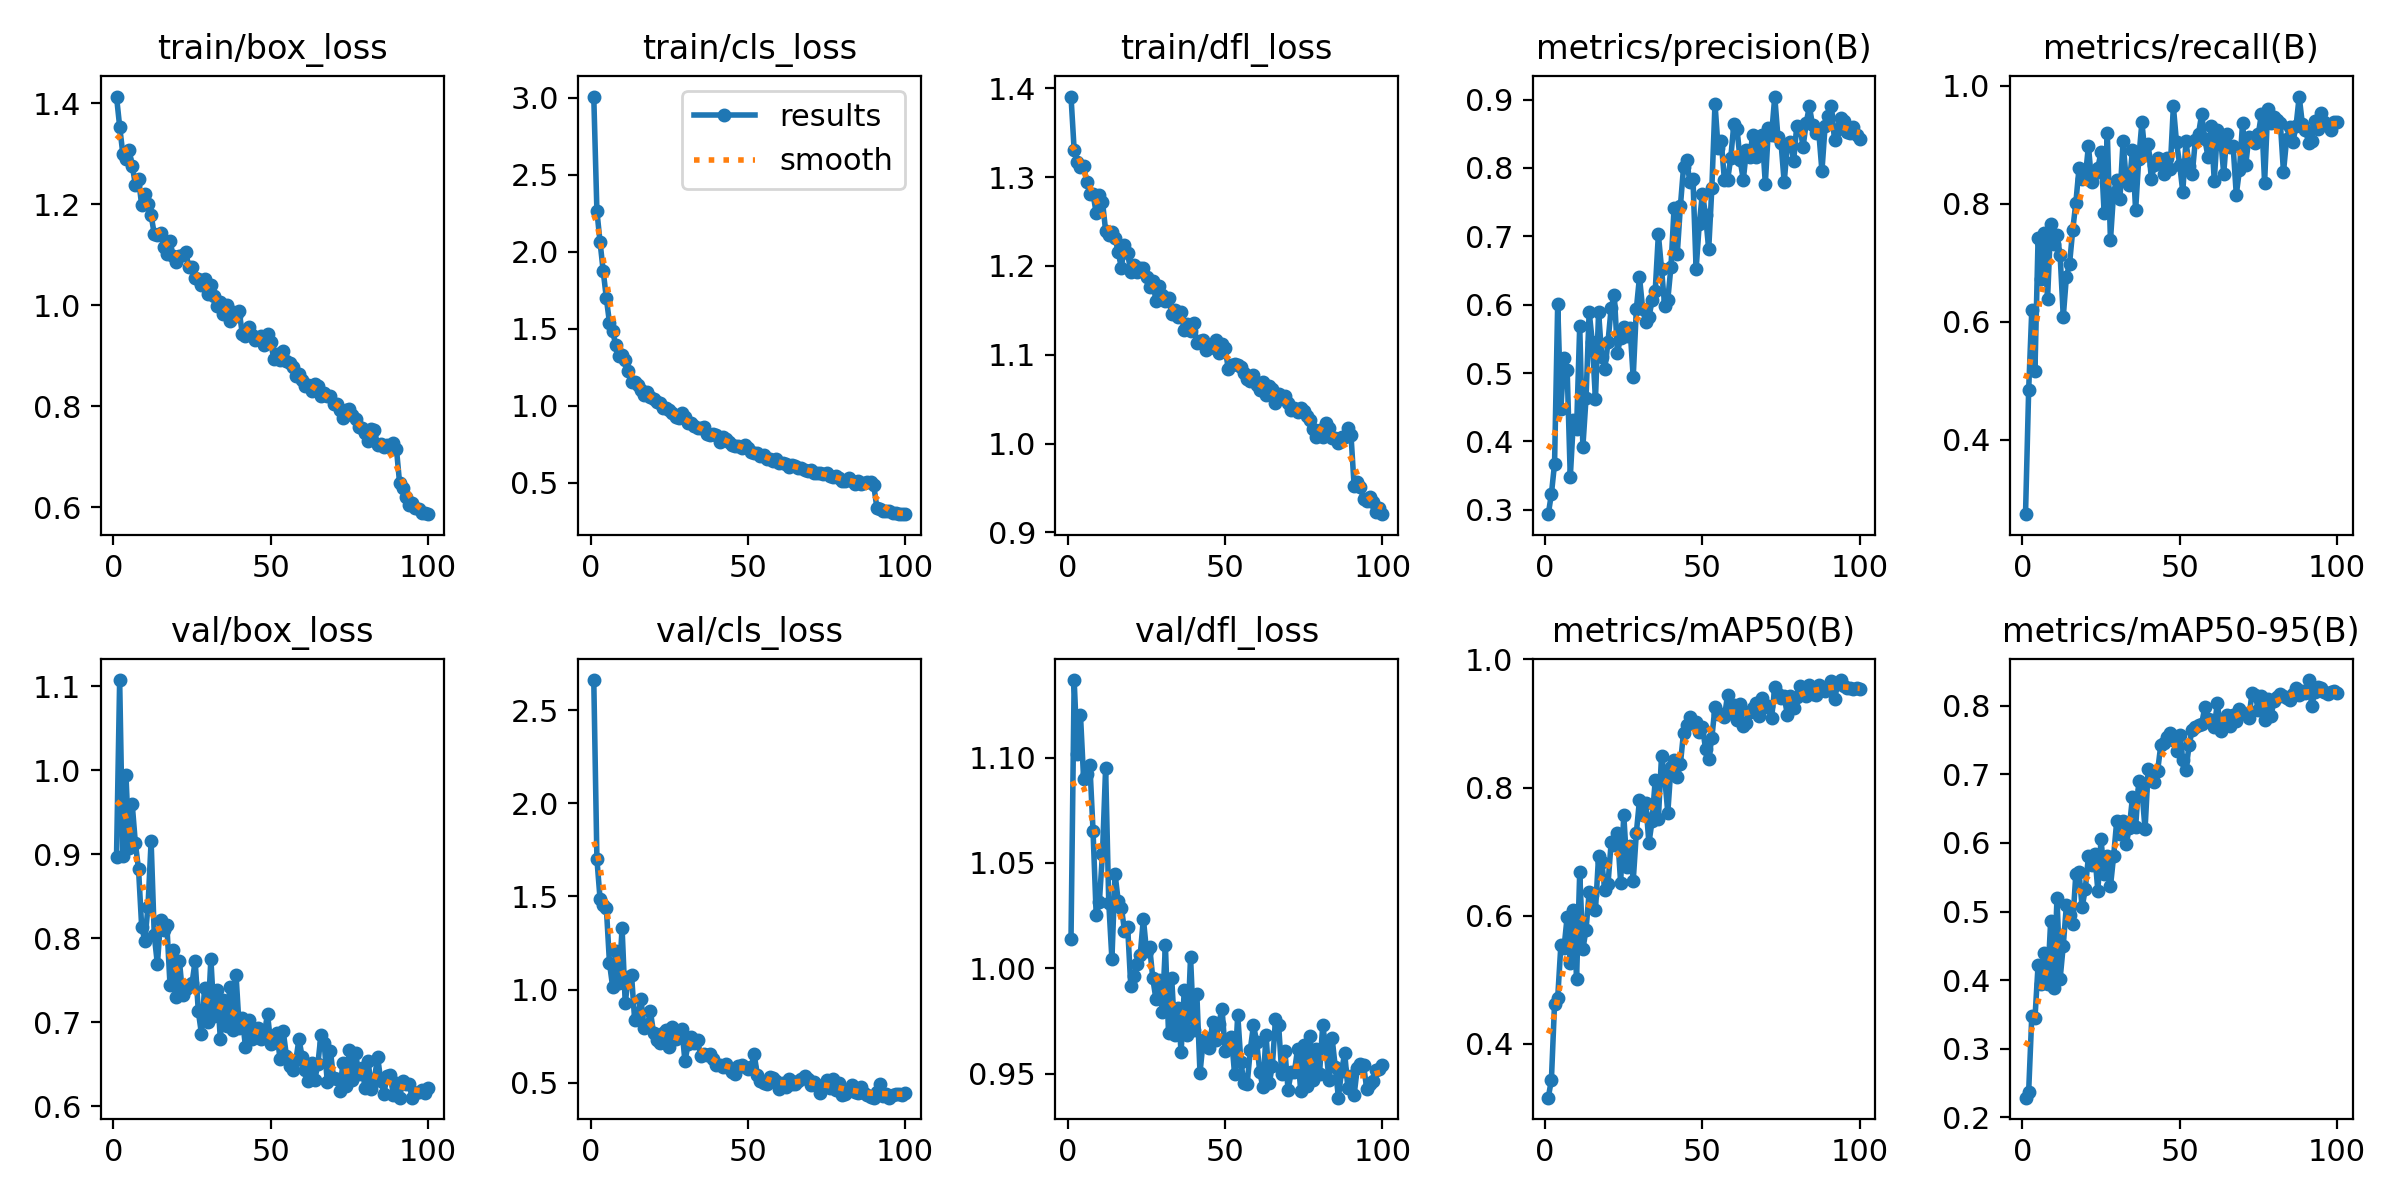 train/box_loss
1.4
1.2
1.0
0.8
0.6
0 50 100
train/cls_loss
results
smooth
3.0
2.5
2.0
1.5
1.0
0.5
0 50 100
train/dfl_loss
1.4
1.3
1.2
1.1
1.0
0.9
0 50 100
metrics/precision(B)
0.9
0.8
0.7
0.6
0.5
0.4
0.3
0 50 100
metrics/recall(B)
1.0
0.8
0.6
0.4
0 50 100
val/box_loss
1.1
1.0
0.9
0.8
0.7
0.6
0 50 100
val/cls_loss
2.5
2.0
1.5
1.0
0.5
0 50 100
val/dfl_loss
1.10
1.05
1.00
0.95
0 50 100
metrics/mAP50(B)
1.0
0.8
0.6
0.4
0 50 100
metrics/mAP50-95(B)
0.8
0.7
0.6
0.5
0.4
0.3
0.2
0 50 100